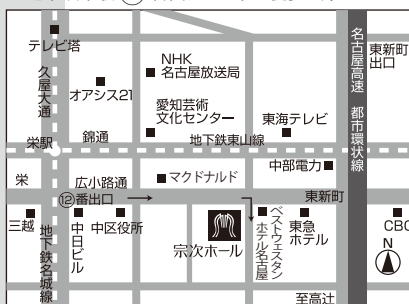 テレビ塔
久屋大通
オアシス21
NHK
名古屋放送局
愛知芸術
文化センター
東海テレビ
名古屋高速 都市環状線
東新町
出口
栄駅
錦通
地下鉄東山線
中部電力
栄
広小路通
マクドナルド
東新町
⑫番出口
三越
地下鉄名城線
中日ビル
中区役所
宗次ホール
ベストウェスタン
ホテル名古屋
東急
ホテル
CBC
N
至高辻